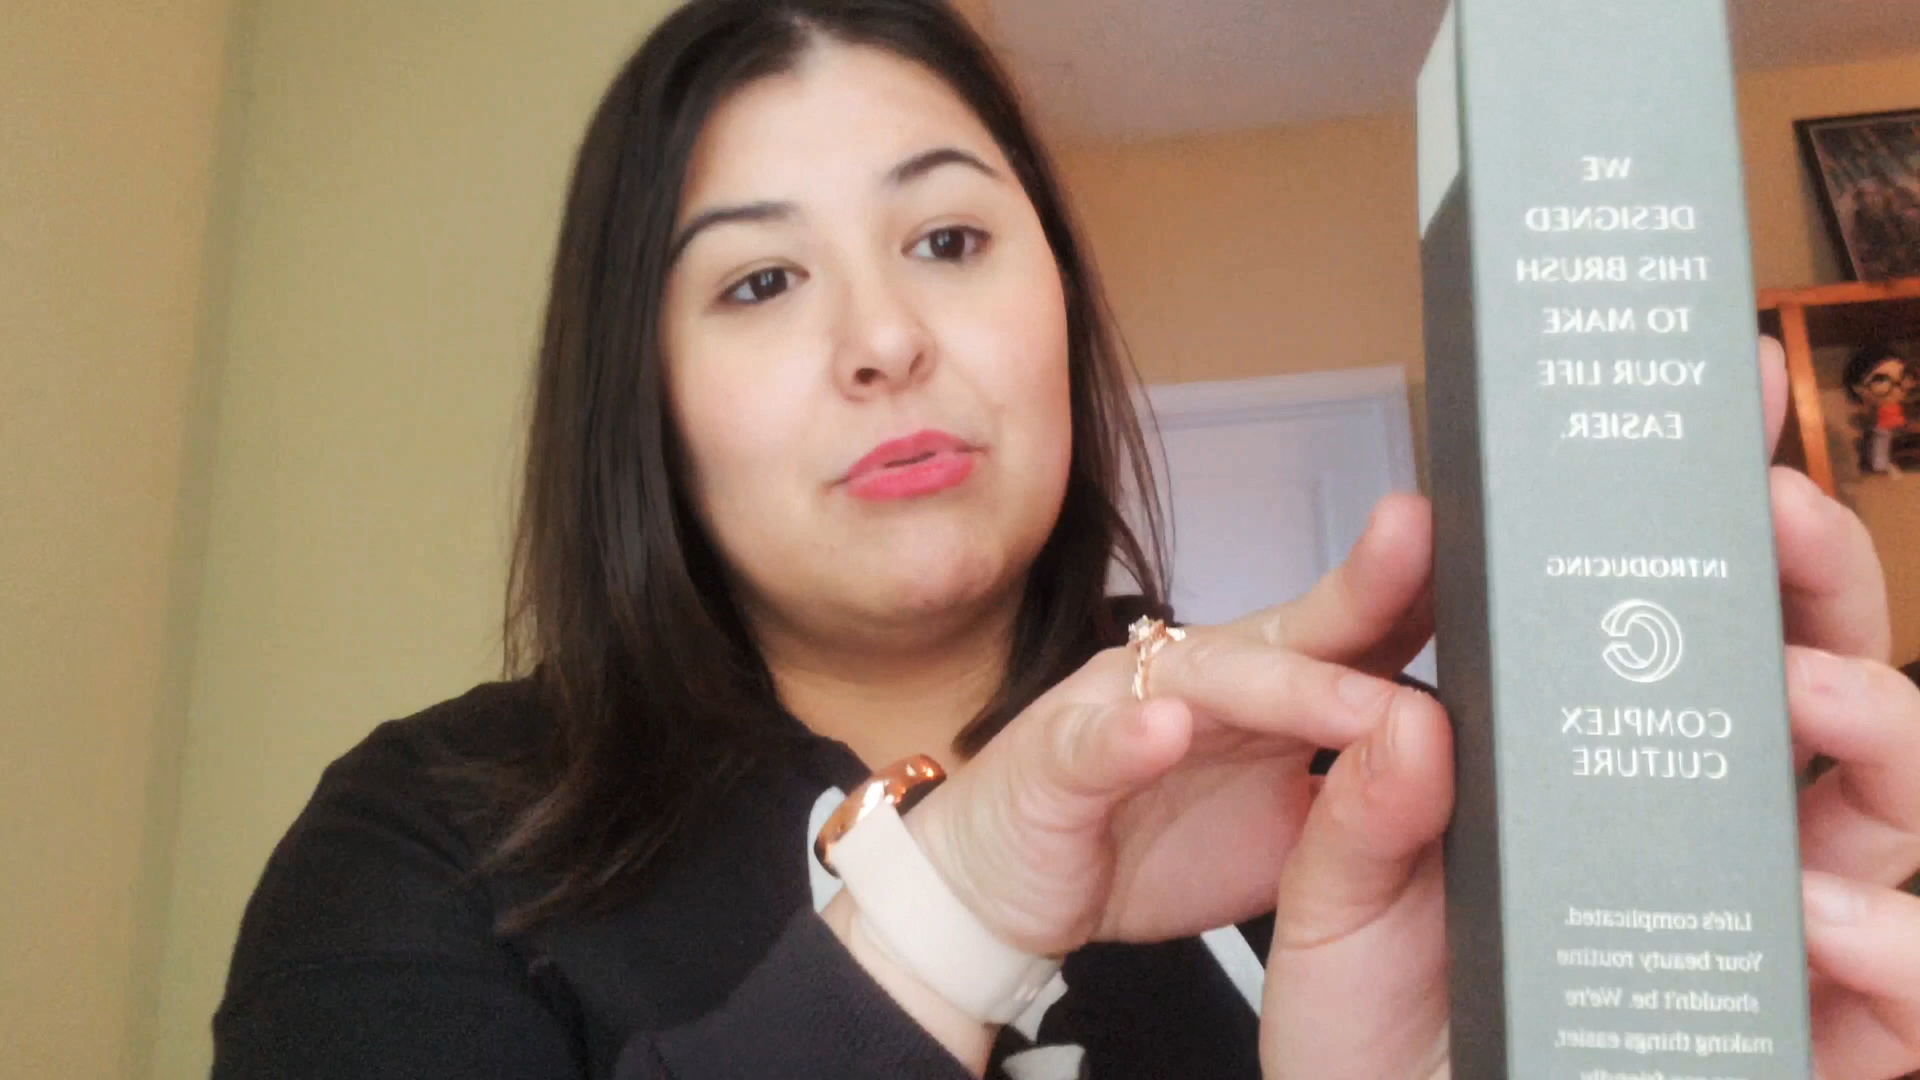 WE
DESIGNED
THIS BRUSH
TO MAKE
YOUR LIFE
EASIER.
INTRODUCING
COMPLEX
CULTURE
Life's complicated.
Your beauty routine
shouldn't be. We're
making things easier,
friendly